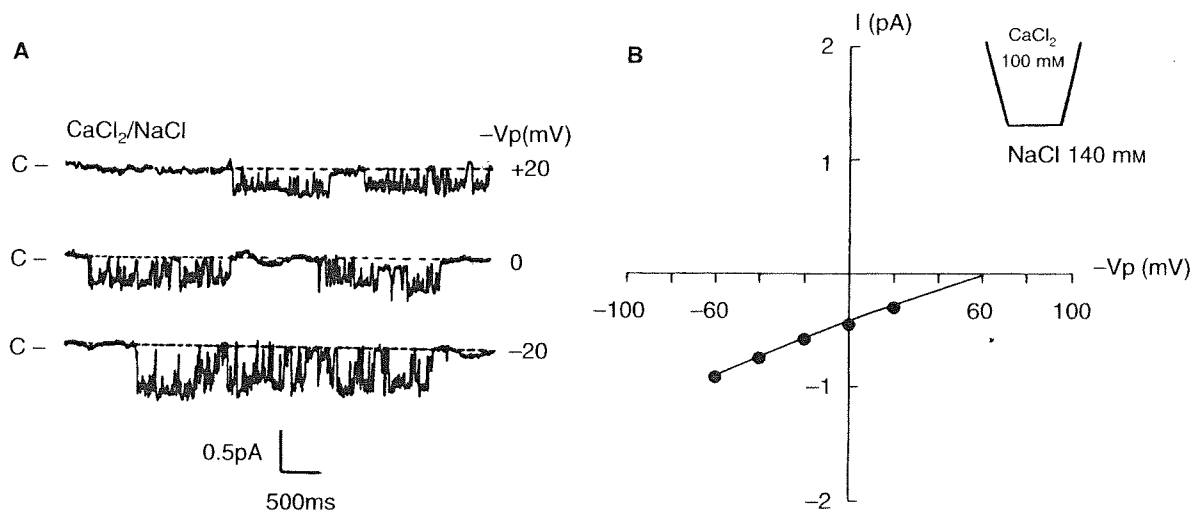 A
CaCl₂/NaCl
−Vp(mV)
C −
+20
C −
0
C −
−20
0.5pA
500ms
B
I (pA)
2
1
−1
−2
−100
−60
60
100
−Vp (mV)
CaCl₂
100 mM
NaCl 140 mM